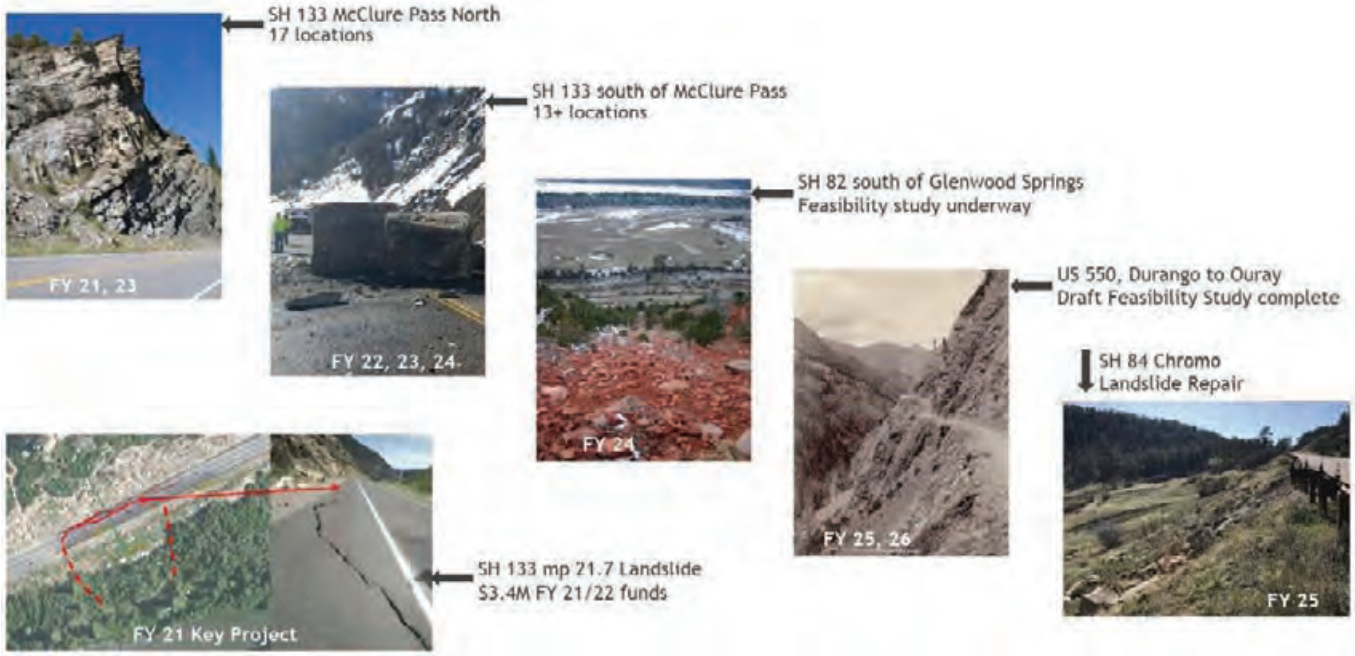 SH 133 McClure Pass North
17 locations
FY 21, 23
SH 133 south of McClure Pass
13+ locations
FY 22, 23, 24
SH 82 south of Glenwood Springs
Feasibility study underway
FY 24
US 550, Durango to Ouray
Draft Feasibility Study complete
FY 25, 26
SH 84 Chromo
Landslide Repair
FY 25
SH 133 mp 21.7 Landslide
$3.4M FY 21/22 funds
FY 21 Key Project